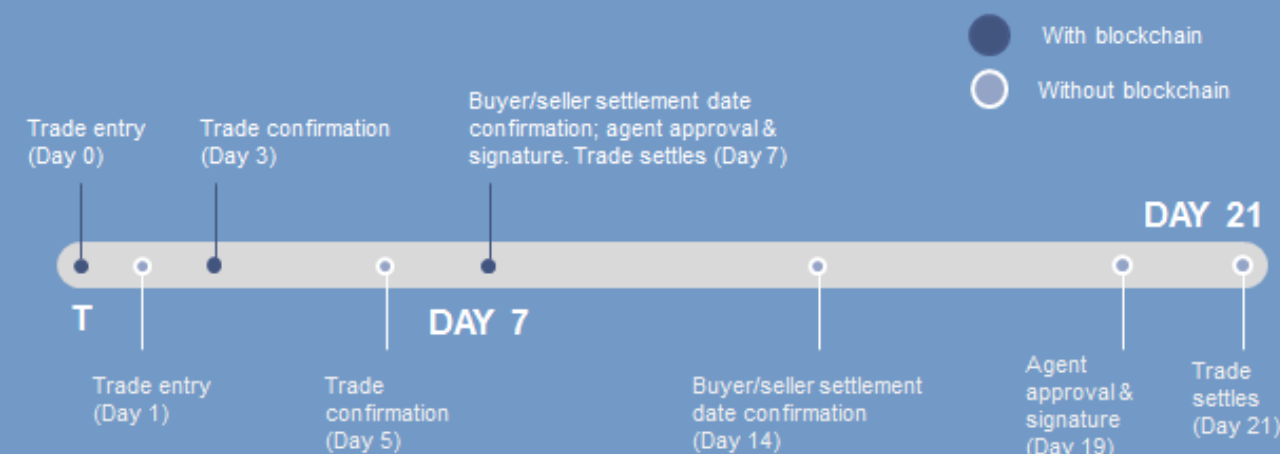 With blockchain
Without blockchain
Trade entry
(Day 0)
Trade confirmation
(Day 3)
Buyer/seller settlement date
confirmation; agent approval &
signature. Trade settles (Day 7)
DAY 21
T
DAY 7
Trade entry
(Day 1)
Trade
confirmation
(Day 5)
Buyer/seller settlement
date confirmation
(Day 14)
Agent
approval &
signature
(Day 19)
Trade
settles
(Day 21)